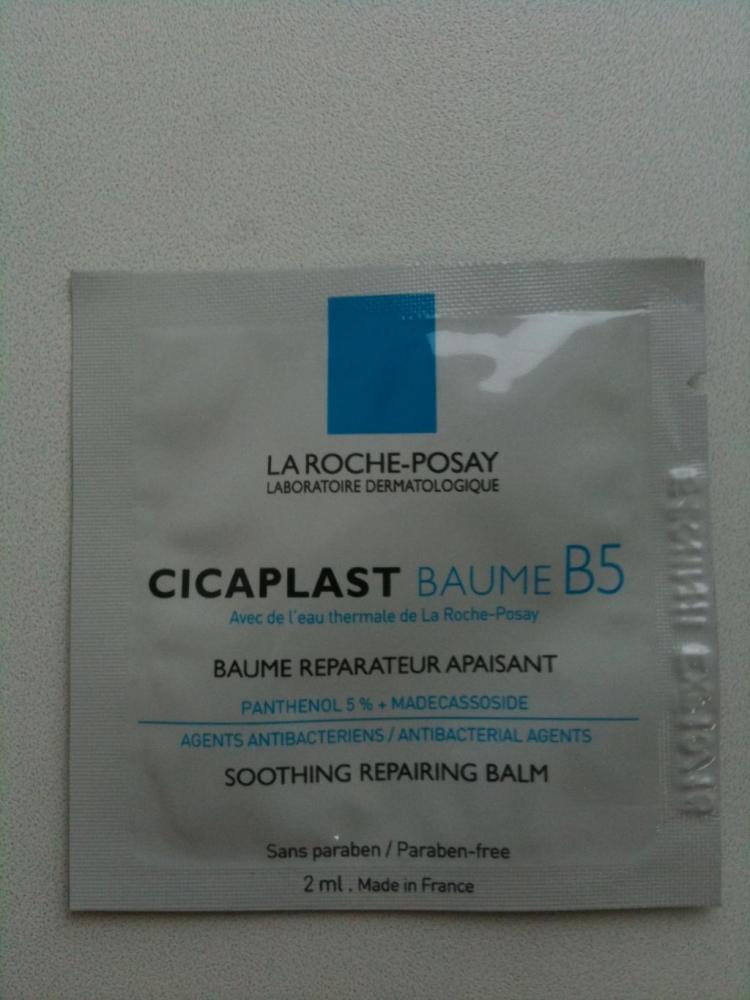 LA ROCHE-POSAY
LABORATOIRE DERMATOLOGIQUE
CICAPLAST BAUME B5
Avec de l'eau thermale de La Roche-Posay
BAUME REPARATEUR APAISANT
PANTHENOL 5 % + MADECASSOSIDE
AGENTS ANTIBACTERIENS / ANTIBACTERIAL AGENTS
SOOTHING REPAIRING BALM
Sans paraben / Paraben-free
2 ml . Made in France